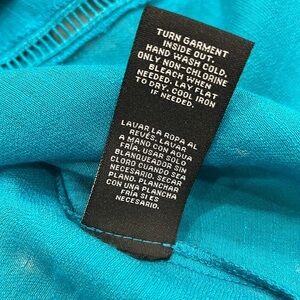 TURN GARMENT
INSIDE OUT.
HAND WASH COLD.
ONLY NON-CHLORINE
BLEACH WHEN
NEEDED. LAY FLAT
TO DRY. COOL IRON
IF NEEDED.
LAVAR LA ROPA AL
REVÉS. LAVAR
A MANO CON AGUA
FRÍA. USAR SOLO
BLANQUEADOR SIN
CLORO CUANDO SEA
NECESARIO. SECAR
PLANO. PLANCHAR
CON UNA PLANCHA
FRÍA SI ES
NECESARIO.